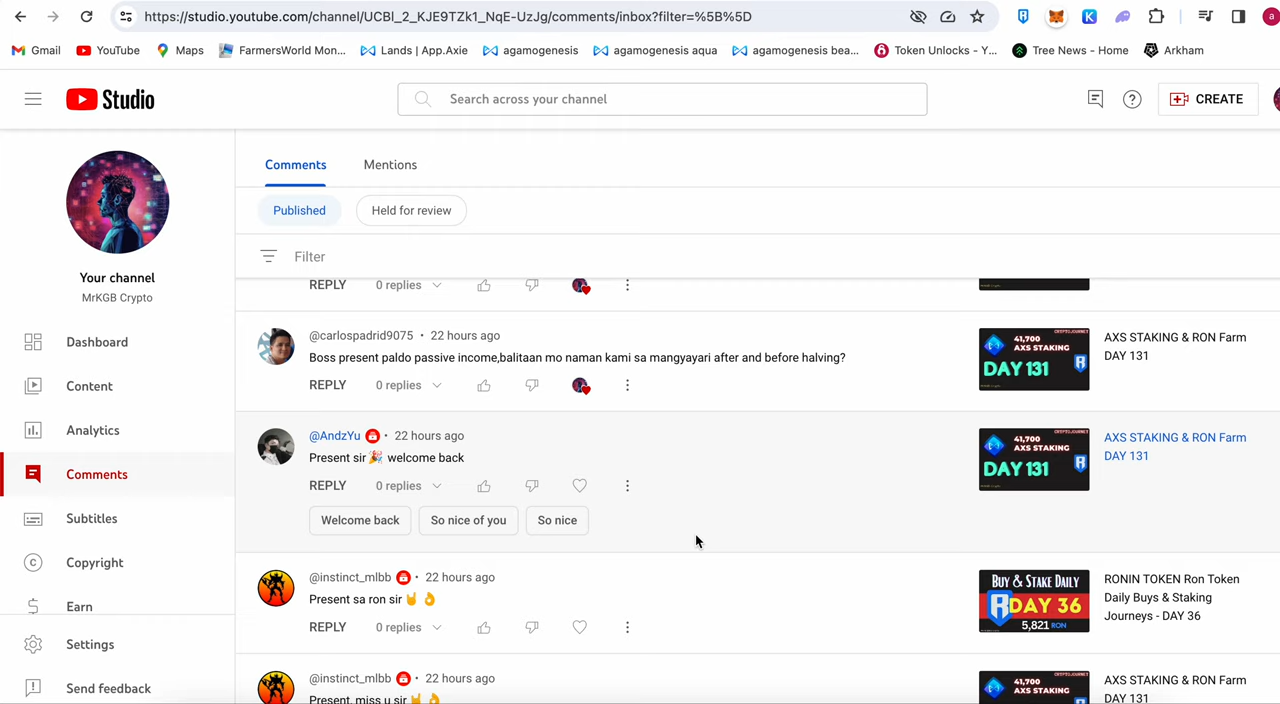 https://studio.youtube.com/channel/UCBl_2_KJE9TZk1_NqE-UzJg/comments/inbox?filter=%5B%5D
a
Gmail
YouTube
Maps
FarmersWorld Mon...
Lands | App.Axie
agamogenesis
agamogenesis aa ...
agamogenesis bea...
Token Unlocks - Y...
Tree News - Home
Arkham
Studio
Search across your channel
CREATE
Your channel
MrKGB Crypto
Dashboard
Content
Analytics
Comments
Subtitles
Copyright
Earn
Settings
Send feedback
Comments
Mentions
Published
Held for review
Filter
REPLY
0 replies
@carlospadrid9075 • 22 hours ago
Boss present paldo passive income,balitaan mo naman kami sa mangyayari after and before halving?
REPLY
0 replies
CRYPTOJOURNEY
41,700
AXS STAKING
DAY 131
AXS STAKING & RON Farm
DAY 131
@AndzYu • 22 hours ago
Present sir🎉 welcome back
REPLY
replies
Welcome back
So nice of you
So nice
CRYPTOJOURNEY
41,700
AXS STAKING
DAY 131
AXS STAKING & RON Farm
DAY 131
@instinct_mlbb • 22 hours ago
Present sa ron sir🤘👌
REPLY
replies
BUY & STAKE DAILY
DAY 36
5,821 RON
RONIN TOKEN Ron Token
Daily Buys & Staking
Journeys - DAY 36
@instinct_mlbb • 22 hours ago
Present, miss u sir🤘👌
CRYPTOJOURNEY
41,700
AXS STAKING
AXS STAKING & RON Farm
DAY 131